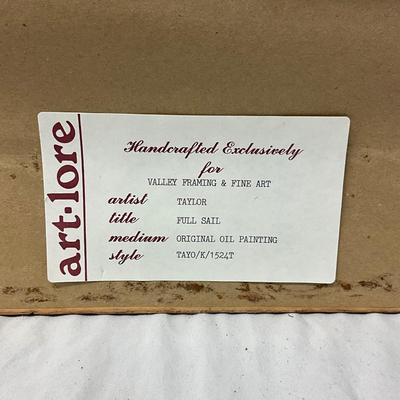 art·lore
Handcrafted Exclusively
for
VALLEY FRAMING & FINE ART
artist TAYLOR
title FULL SAIL
medium ORIGINAL OIL PAINTING
style TAYO/K/1524T